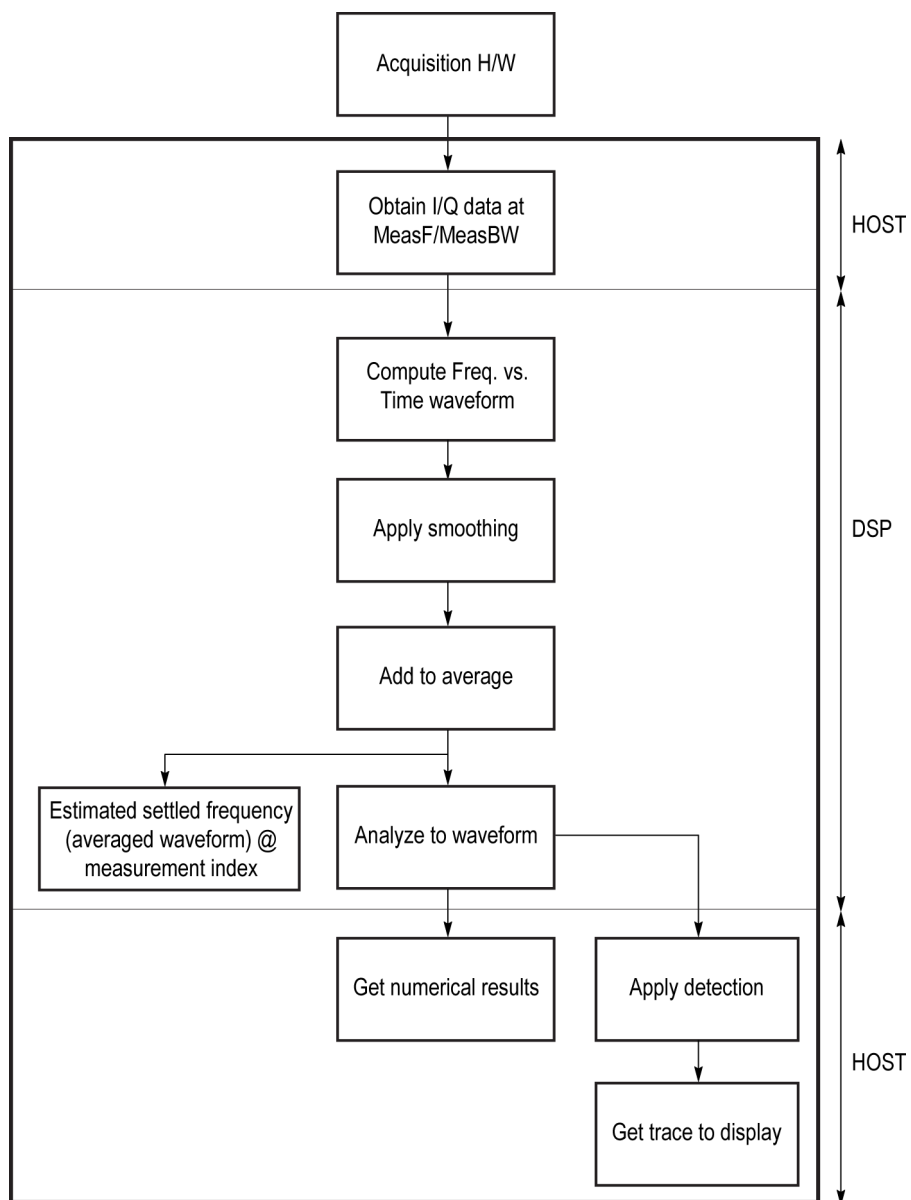 Acquisition H/W
Obtain I/Q data at
MeasF/MeasBW
HOST
Compute Freq. vs.
Time waveform
Apply smoothing
DSP
Add to average
Estimated settled frequency
(averaged waveform) @
measurement index
Analyze to waveform
Get numerical results
Apply detection
HOST
Get trace to display